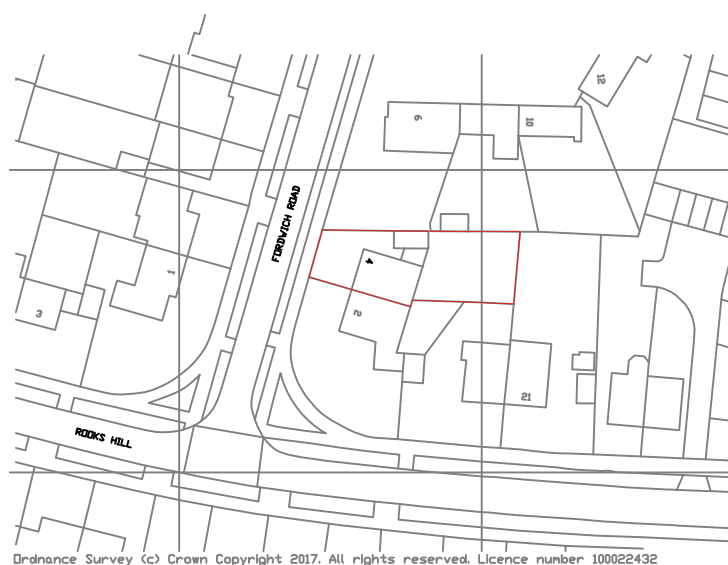 12
6
10
FORDWICH ROAD
4
1
2
3
21
ROOKS HILL
Ordnance Survey (c) Crown Copyright 2017. All rights reserved. Licence number 100022432